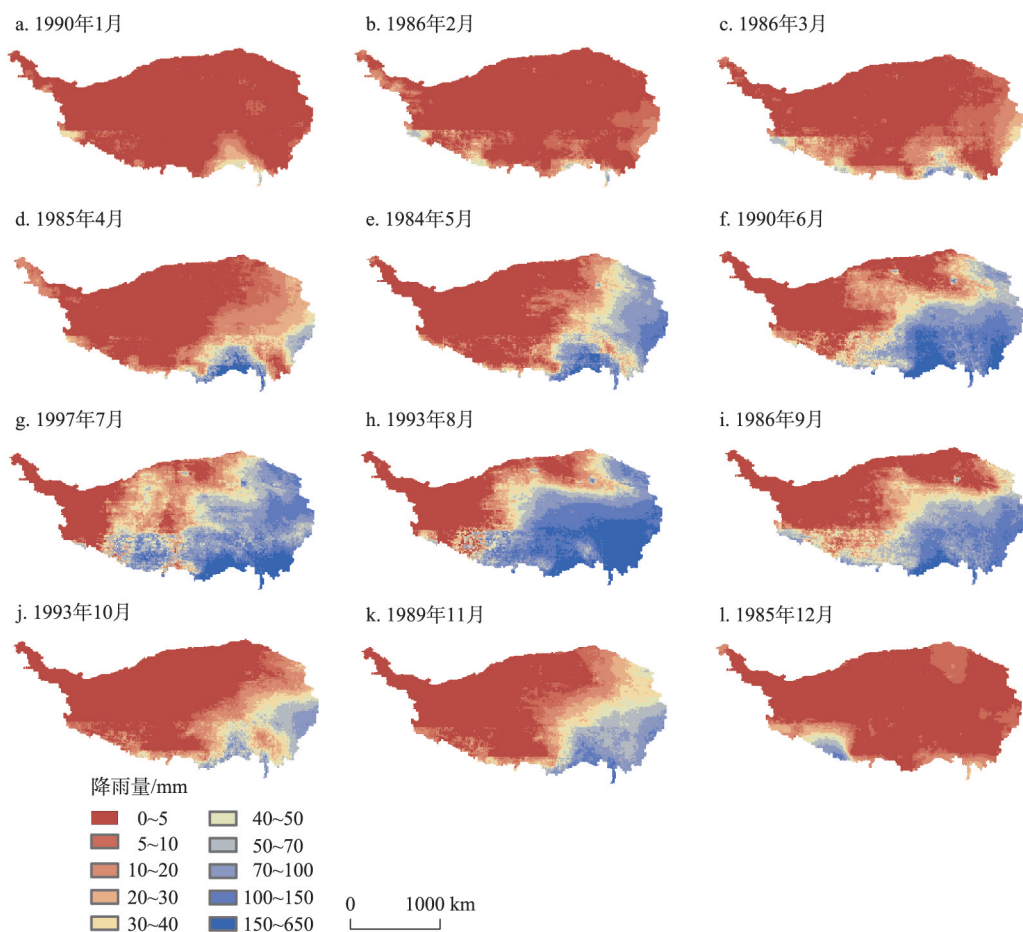 a. 1990年1月
b. 1986年2月
c. 1986年3月
d. 1985年4月
e. 1984年5月
f. 1990年6月
g. 1997年7月
h. 1993年8月
i. 1986年9月
j. 1993年10月
k. 1989年11月
l. 1985年12月
降雨量/mm
0~5
5~10
10~20
20~30
30~40
40~50
50~70
70~100
100~150
150~650
0 1000 km